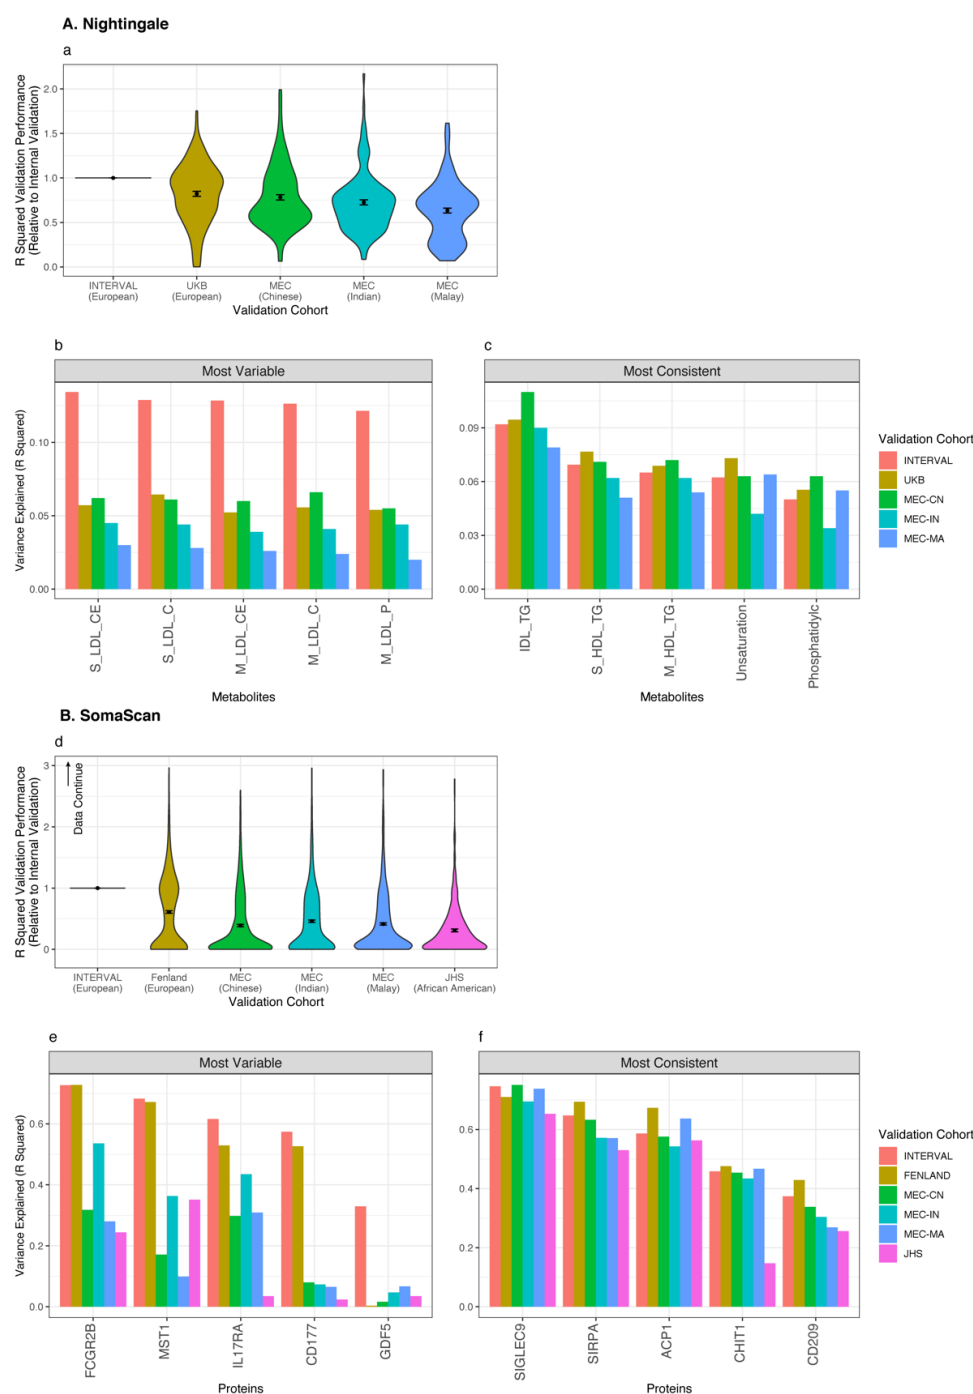 A. Nightingale
a
R Squared Validation Performance
(Relative to Internal Validation)
2.0
1.5
1.0
0.5
0.0
INTERVAL
(European)
UKB
(European)
MEC
(Chinese)
MEC
(Indian)
MEC
(Malay)
Validation Cohort
b
Most Variable
Variance Explained (R Squared)
0.10
0.05
0.00
S_LDL_CE
S_LDL_C
M_LDL_CE
M_LDL_C
M_LDL_P
Metabolites
c
Most Consistent
0.09
0.06
0.03
0.00
IDL_TG
S_HDL_TG
M_HDL_TG
Unsaturation
Phosphatidylc
Metabolites
Validation Cohort
INTERVAL
UKB
MEC-CN
MEC-IN
MEC-MA
B. SomaScan
d
R Squared Validation Performance
(Relative to Internal Validation)
3
2
1
0
Data Continue
INTERVAL
(European)
Fenland
(European)
MEC
(Chinese)
MEC
(Indian)
MEC
(Malay)
JHS
(African American)
Validation Cohort
e
Most Variable
Variance Explained (R Squared)
0.6
0.4
0.2
0.0
FCGR2B
MST1
IL17RA
CD177
GDF5
Proteins
f
Most Consistent
0.6
0.4
0.2
0.0
SIGLEC9
SIRPA
ACP1
CHIT1
CD209
Proteins
Validation Cohort
INTERVAL
FENLAND
MEC-CN
MEC-IN
MEC-MA
JHS